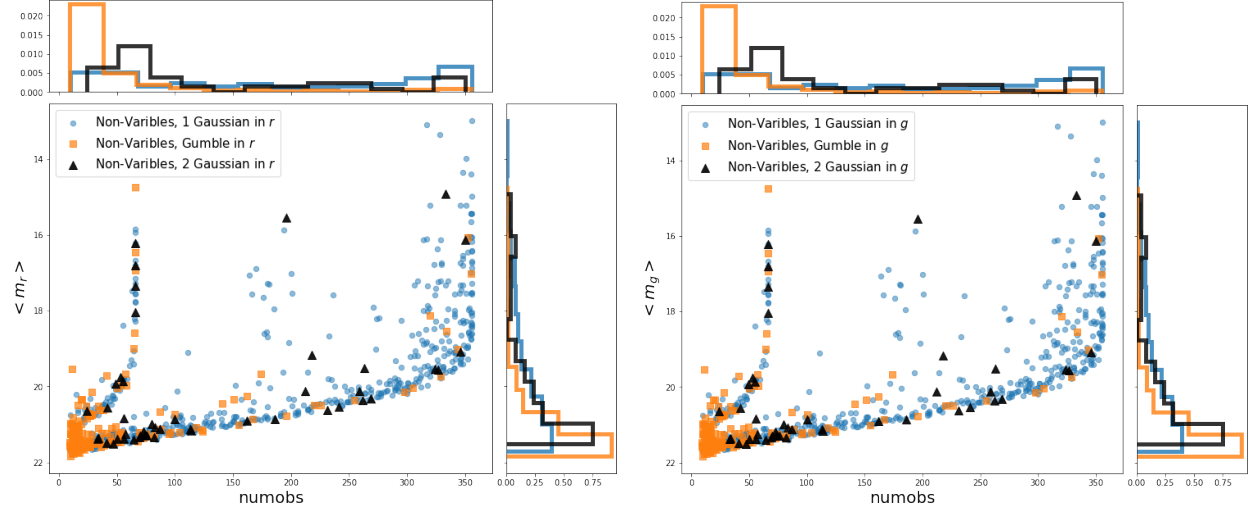 0.020
0.015
0.010
0.005
0.000
Non-Varibles, 1 Gaussian in r
Non-Varibles, Gumble in r
Non-Varibles, 2 Gaussian in r
14
16
18
20
22
< m_r >
0 50 100 150 200 250 300 350
numobs
0.00 0.25 0.50 0.75
0.020
0.015
0.010
0.005
0.000
Non-Varibles, 1 Gaussian in g
Non-Varibles, Gumble in g
Non-Varibles, 2 Gaussian in g
14
16
18
20
22
< m_g >
0 50 100 150 200 250 300 350
numobs
0.00 0.25 0.50 0.75